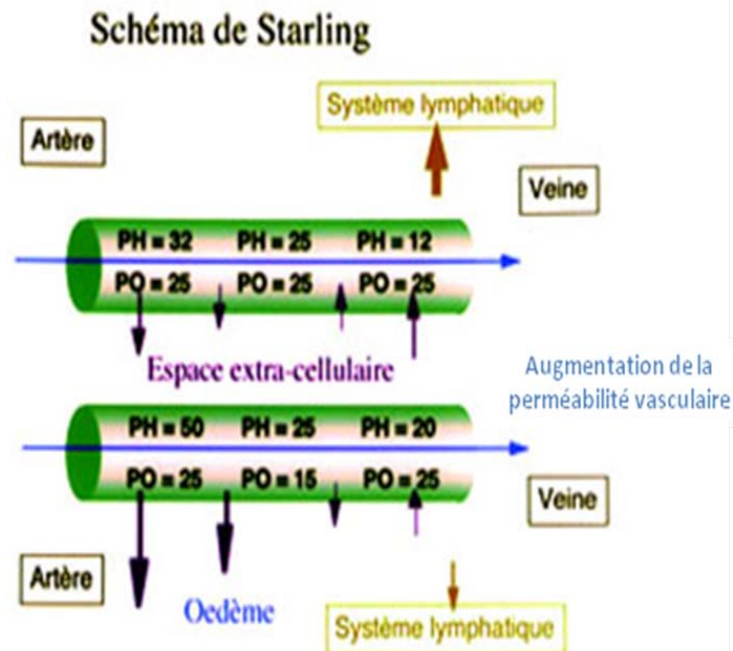 Schéma de Starling
Système lymphatique
Artère
Veine
PH = 32 PH = 25 PH = 12
PO = 25 PO = 25 PO = 25
Espace extra-cellulaire
Augmentation de la
perméabilité vasculaire
PH = 50 PH = 25 PH = 20
PO = 25 PO = 15 PO = 25
Veine
Artère
Oedème
Système lymphatique